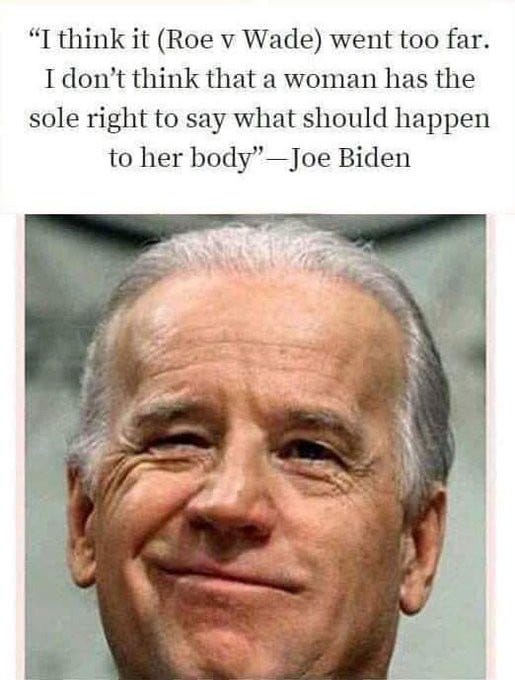 “I think it (Roe v Wade) went too far.
I don’t think that a woman has the
sole right to say what should happen
to her body”—Joe Biden